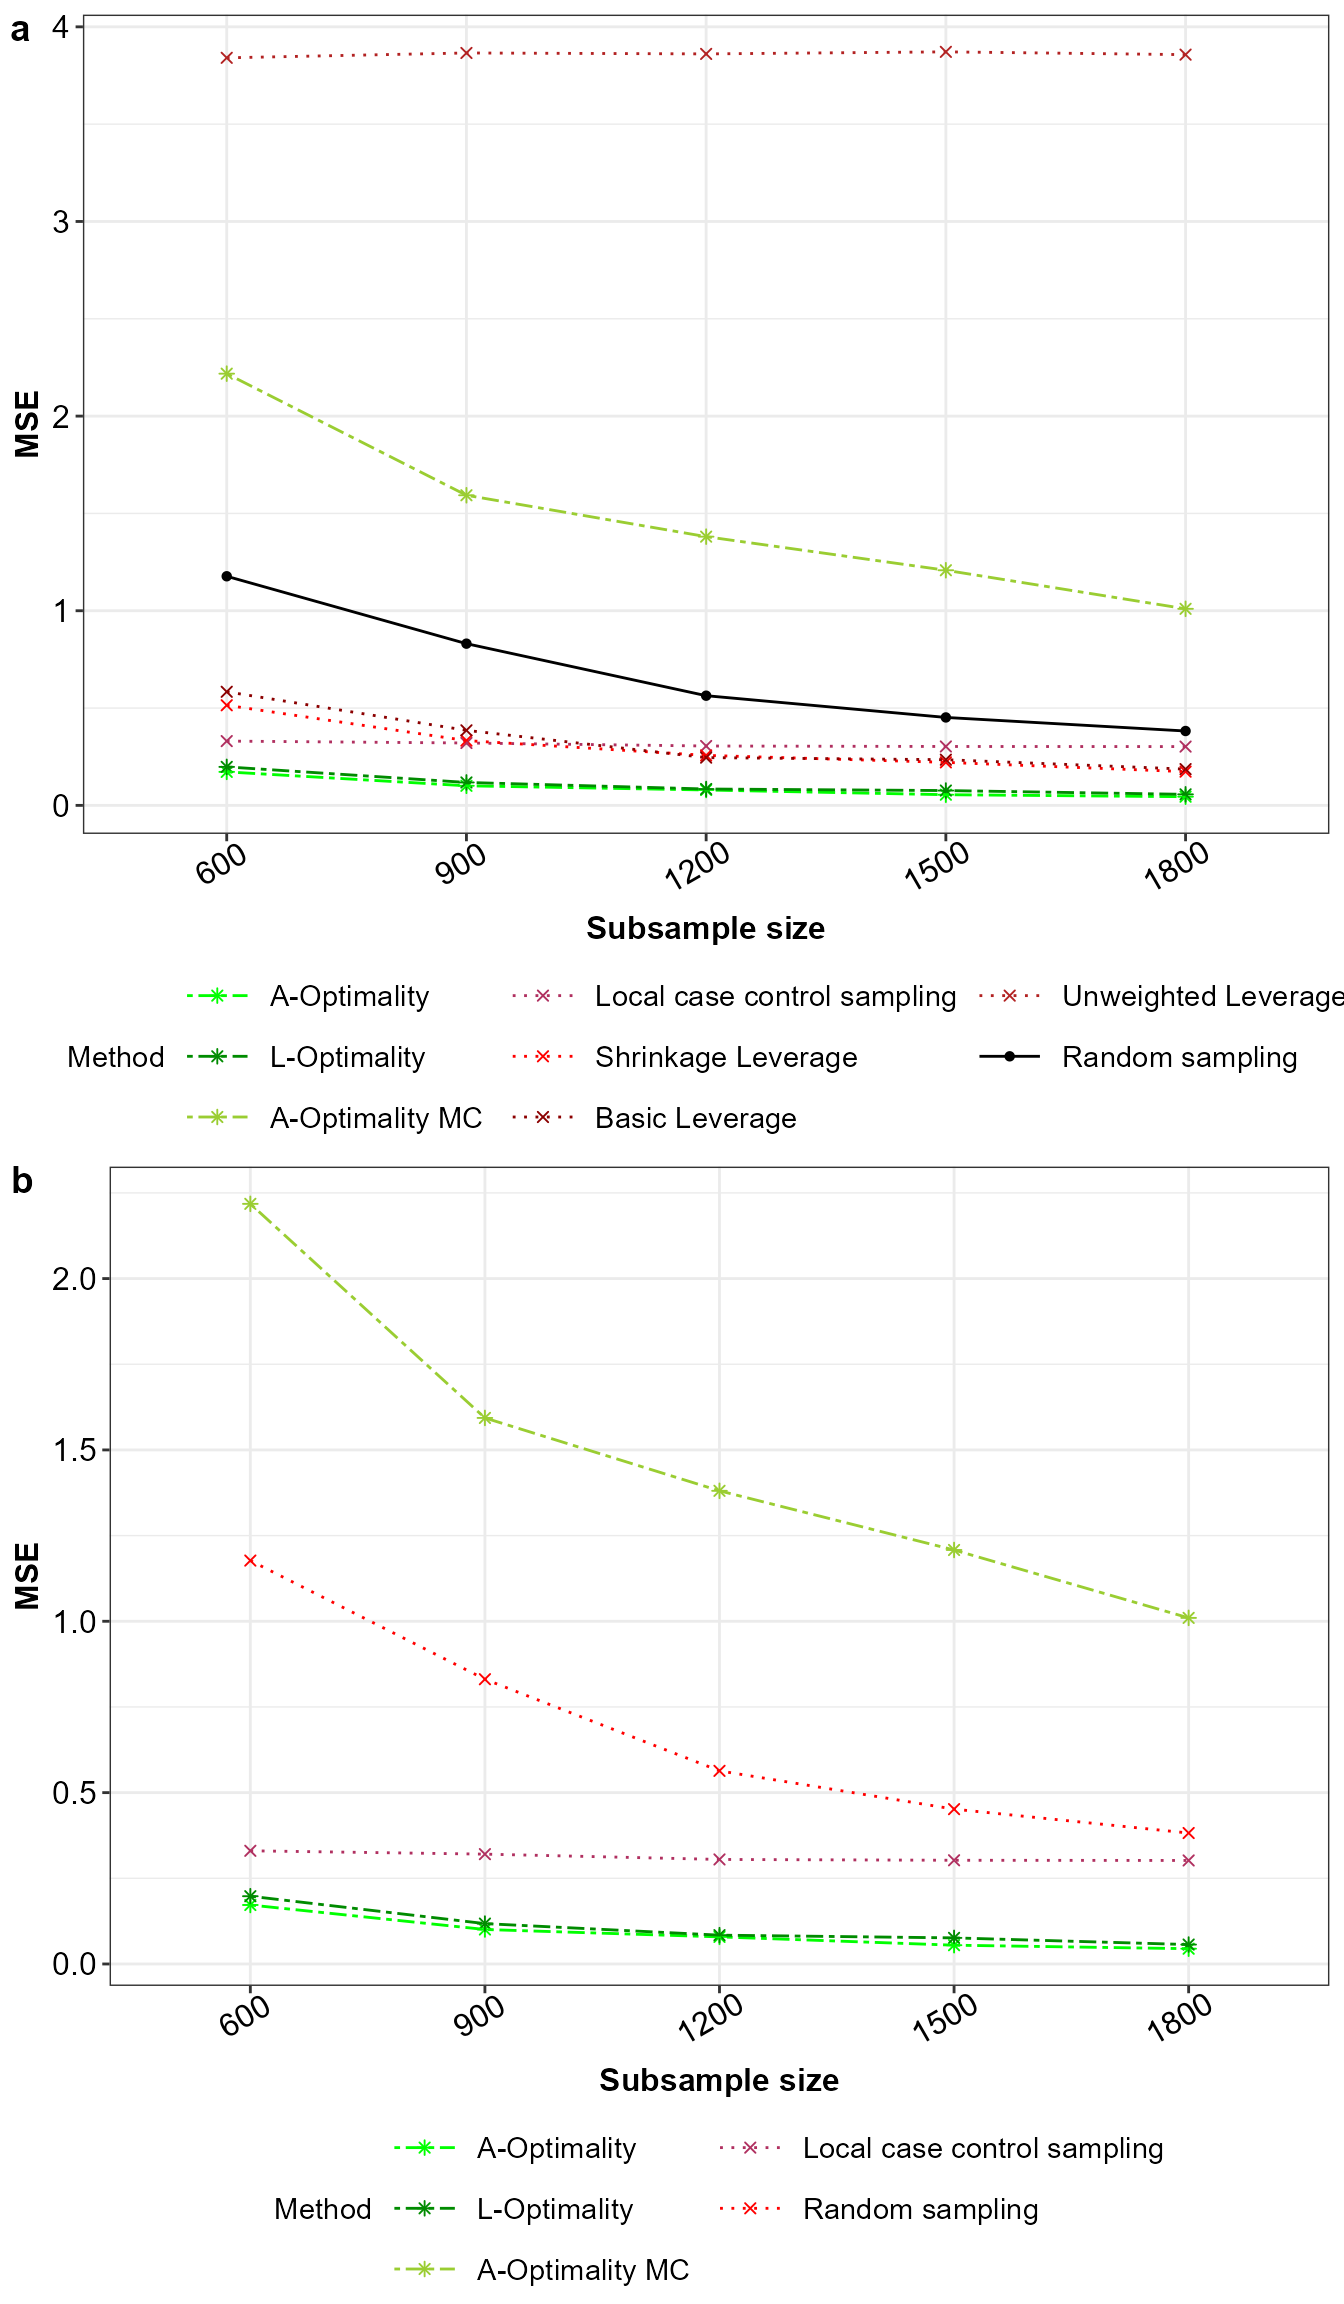 a
4
3
2
1
0
MSE
600 900 1200 1500 1800
Subsample size
Method
A-Optimality Local case control sampling Unweighted Leverage
L-Optimality Shrinkage Leverage Random sampling
A-Optimality MC Basic Leverage
b
2.0
1.5
1.0
0.5
0.0
MSE
600 900 1200 1500 1800
Subsample size
Method
A-Optimality Local case control sampling
L-Optimality Random sampling
A-Optimality MC